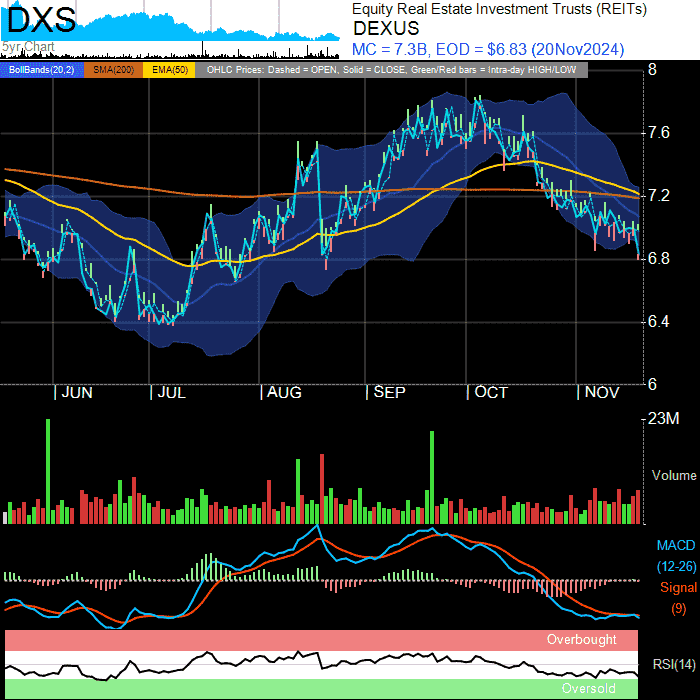 DXS
5yr Chart
Equity Real Estate Investment Trusts (REITs)
DEXUS
MC = 7.3B, EOD = $6.83 (20Nov2024)
BollBands(20,2) SMA(200) EMA(50) OHLC Prices: Dashed = OPEN, Solid = CLOSE, Green/Red bars = Intra-day HIGH/LOW
8
7.6
7.2
6.8
6.4
6
| JUN | JUL | AUG | SEP | OCT | NOV
23M
Volume
MACD
(12-26)
Signal
(9)
Overbought
RSI(14)
Oversold